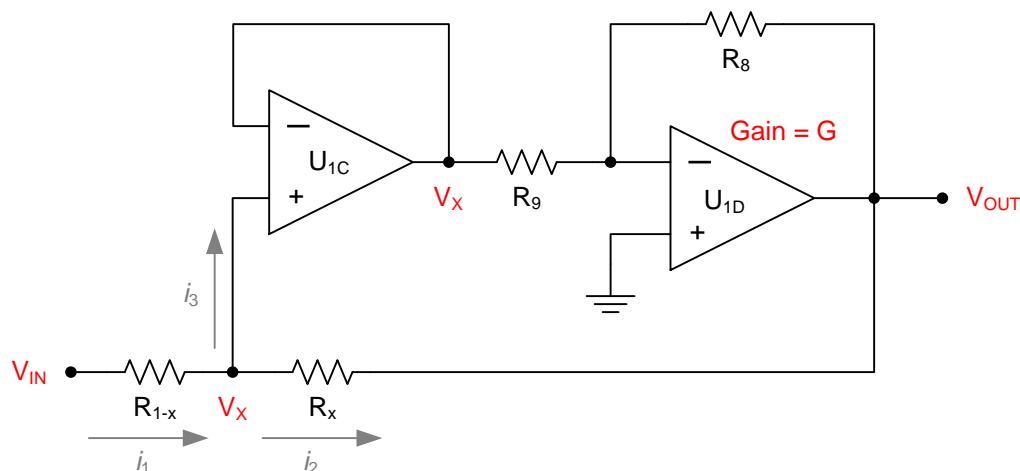 R8
Gain = G
U1C
VX
R9
U1D
VOUT
i3
VIN
R1-x
VX
Rx
i1
i2